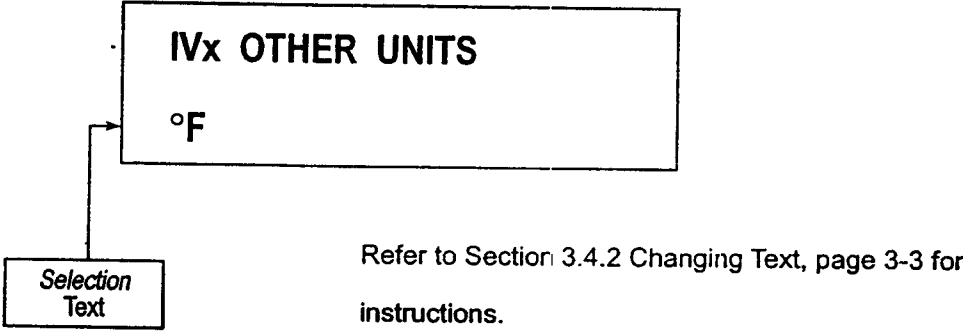 IVx OTHER UNITS
°F
Selection
Text
Refer to Section 3.4.2 Changing Text, page 3-3 for
instructions.